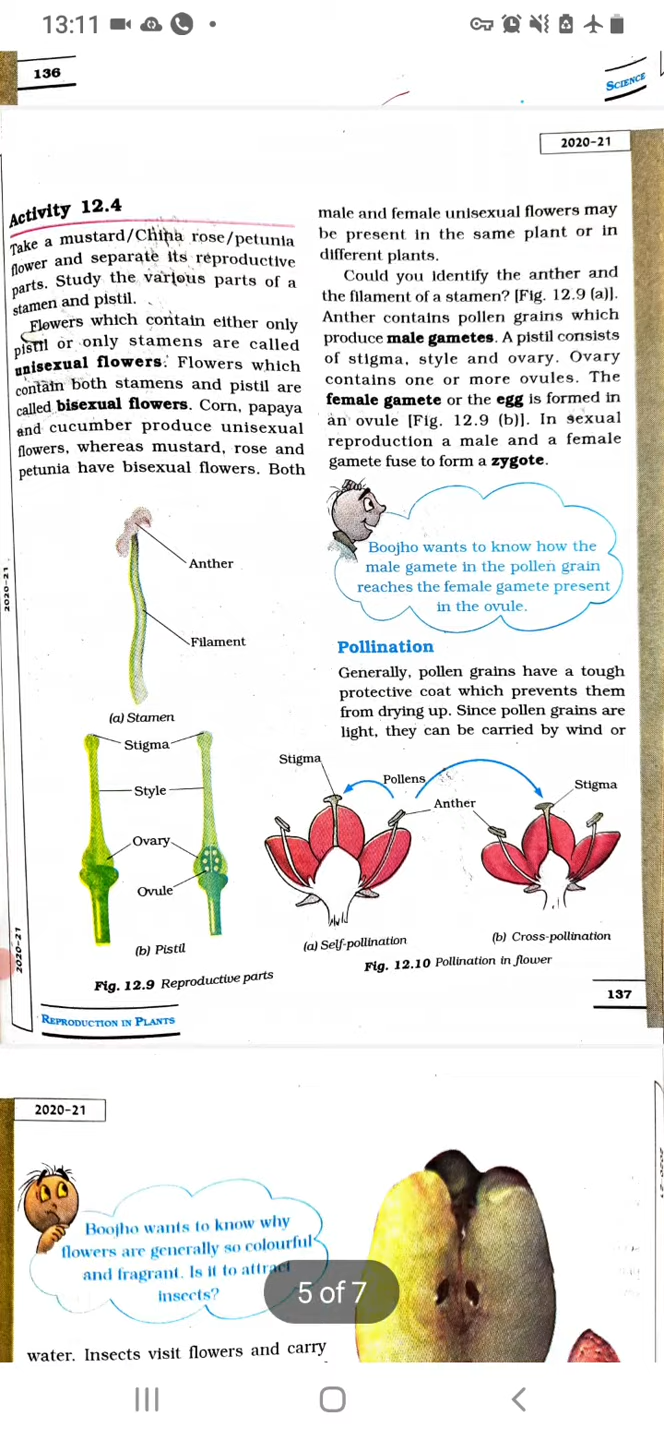 13:11
136
SCIENCE
2020-21
Activity 12.4
Take a mustard/China rose/petunia
flower and separate its reproductive
parts. Study the various parts of a
stamen and pistil.
Flowers which contain either only
pistil or only stamens are called
unisexual flowers. Flowers which
contain both stamens and pistil are
called bisexual flowers. Corn, papaya
and cucumber produce unisexual
flowers, whereas mustard, rose and
petunia have bisexual flowers. Both
male and female unisexual flowers may
be present in the same plant or in
different plants.
Could you identify the anther and
the filament of a stamen? [Fig. 12.9 (a)].
Anther contains pollen grains which
produce male gametes. A pistil consists
of stigma, style and ovary. Ovary
contains one or more ovules. The
female gamete or the egg is formed in
an ovule [Fig. 12.9 (b)]. In sexual
reproduction a male and a female
gamete fuse to form a zygote.
Anther
Filament
(a) Stamen
Stigma
Style
Ovary
Ovule
(b) Pistil
Fig. 12.9 Reproductive parts
Boojho wants to know how the
male gamete in the pollen grain
reaches the female gamete present
in the ovule.
Pollination
Generally, pollen grains have a tough
protective coat which prevents them
from drying up. Since pollen grains are
light, they can be carried by wind or
Stigma
Pollens
Anther
Stigma
(a) Self-pollination
(b) Cross-pollination
Fig. 12.10 Pollination in flower
2020-21
2020-21
137
REPRODUCTION IN PLANTS
2020-21
Boojho wants to know why
flowers are generally so colourful
and fragrant. Is it to attract
insects?
5 of 7
water. Insects visit flowers and carry